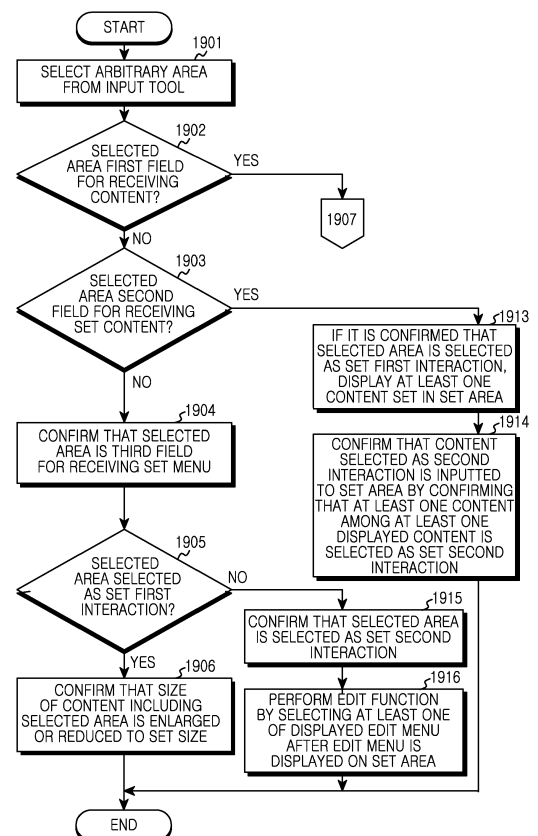 START
1901
SELECT ARBITRARY AREA
FROM INPUT TOOL
1902
SELECTED
AREA FIRST FIELD
FOR RECEIVING
CONTENT?
YES
1907
NO
1903
SELECTED
AREA SECOND
FIELD FOR RECEIVING
SET CONTENT?
YES
1913
IF IT IS CONFIRMED THAT
SELECTED AREA IS SELECTED
AS SET FIRST INTERACTION,
DISPLAY AT LEAST ONE
CONTENT SET IN SET AREA
NO
1904
CONFIRM THAT SELECTED
AREA IS THIRD FIELD
FOR RECEIVING SET MENU
1914
CONFIRM THAT CONTENT
SELECTED AS SECOND
INTERACTION IS INPUTTED
TO SET AREA BY CONFIRMING
THAT AT LEAST ONE CONTENT
AMONG AT LEAST ONE
DISPLAYED CONTENT IS
SELECTED AS SET SECOND
INTERACTION
1905
SELECTED
AREA SELECTED
AS SET FIRST
INTERACTION?
NO
1915
CONFIRM THAT SELECTED AREA
IS SELECTED AS SET SECOND
INTERACTION
YES
1906
CONFIRM THAT SIZE
OF CONTENT INCLUDING
SELECTED AREA IS ENLARGED
OR REDUCED TO SET SIZE
1916
PERFORM EDIT FUNCTION
BY SELECTING AT LEAST ONE
OF DISPLAYED EDIT MENU
AFTER EDIT MENU IS
DISPLAYED ON SET AREA
END